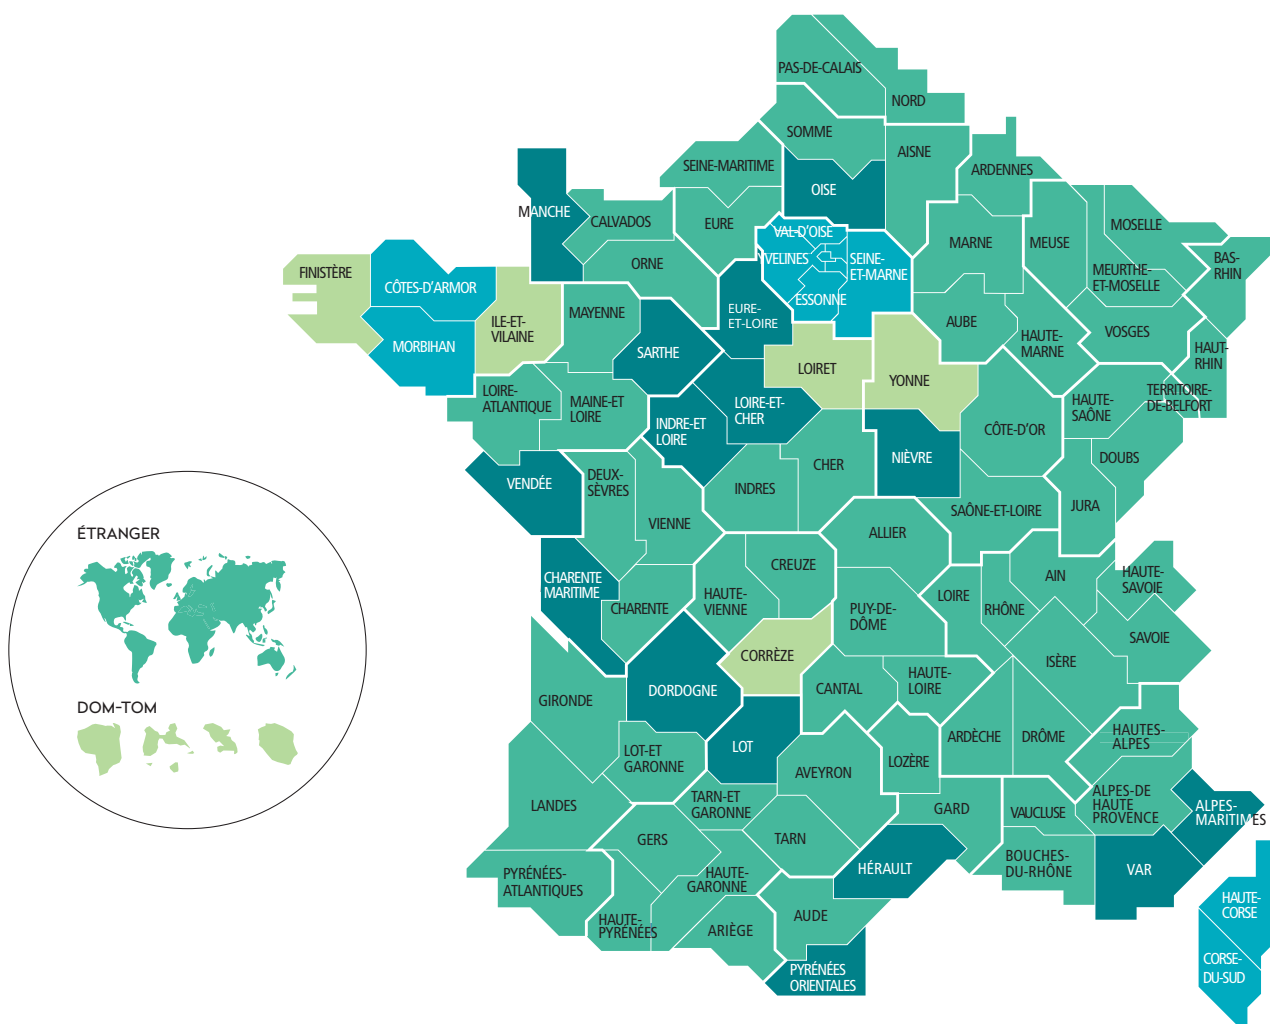 PAS-DE-CALAIS
NORD
SOMME
AISNE
SEINE-MARITIME
ARDENNES
OISE
MANCHE
CALVADOS
EURE
VAL-D'OISE
MARNE
MEUSE
MOSELLE
BAS-
RHIN
ORNE
YVELINES
SEINE-
ET-MARNE
MEURTHE-
ET-MOSELLE
FINISTÈRE
CÔTES-D'ARMOR
ESSONNE
ILE-ET-
VILAINE
MAYENNE
EURE-
ET-LOIRE
AUBE
HAUTE-
MARNE
VOSGES
MORBIHAN
SARTHE
HAUT-
RHIN
LOIRET
YONNE
LOIRE-
ATLANTIQUE
MAINE-ET
LOIRE
LOIRE-ET-
CHER
HAUTE-
SAÔNE
TERRITOIRE-
DE-BELFORT
INDRE-ET
LOIRE
CÔTE-D'OR
DOUBS
CHER
NIÈVRE
VENDÉE
DEUX-
SÈVRES
INDRES
SAÔNE-ET-LOIRE
JURA
VIENNE
ALLIER
ÉTRANGER
CREUZE
CHARENTE
MARITIME
AIN
HAUTE-
SAVOIE
HAUTE-
VIENNE
CHARENTE
PUY-DE-
DÔME
LOIRE
RHÔNE
SAVOIE
CORRÈZE
ISÈRE
DORDOGNE
CANTAL
HAUTE-
LOIRE
GIRONDE
DOM-TOM
LOT
LOT-ET
GARONNE
LOZÈRE
ARDÈCHE
DRÔME
HAUTES-
ALPES
AVEYRON
LANDES
TARN-ET
GARONNE
GARD
VAUCLUSE
ALPES-DE
HAUTE
PROVENCE
ALPES-
MARITIMES
GERS
TARN
BOUCHES-
DU-RHÔNE
HÉRAULT
VAR
PYRÉNÉES-
ATLANTIQUES
HAUTE-
GARONNE
HAUTE-
CORSE
HAUTE-
PYRÉNÉES
ARIÈGE
AUDE
CORSE-
DU-SUD
PYRÉNÉES
ORIENTALES